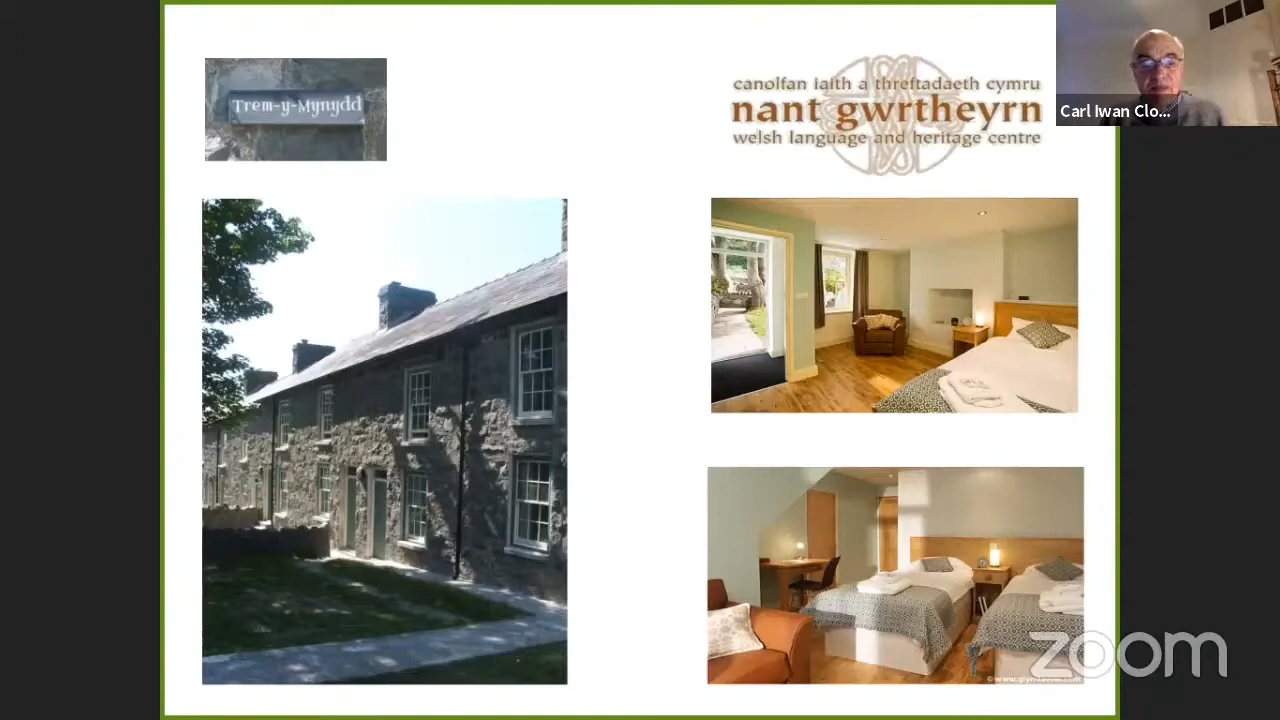 Trem-y-Mynydd
canolfan iaith a threftadaeth cymru
nant gwrtheyrn
welsh language and heritage centre
Carl Iwan Clo...
zoom